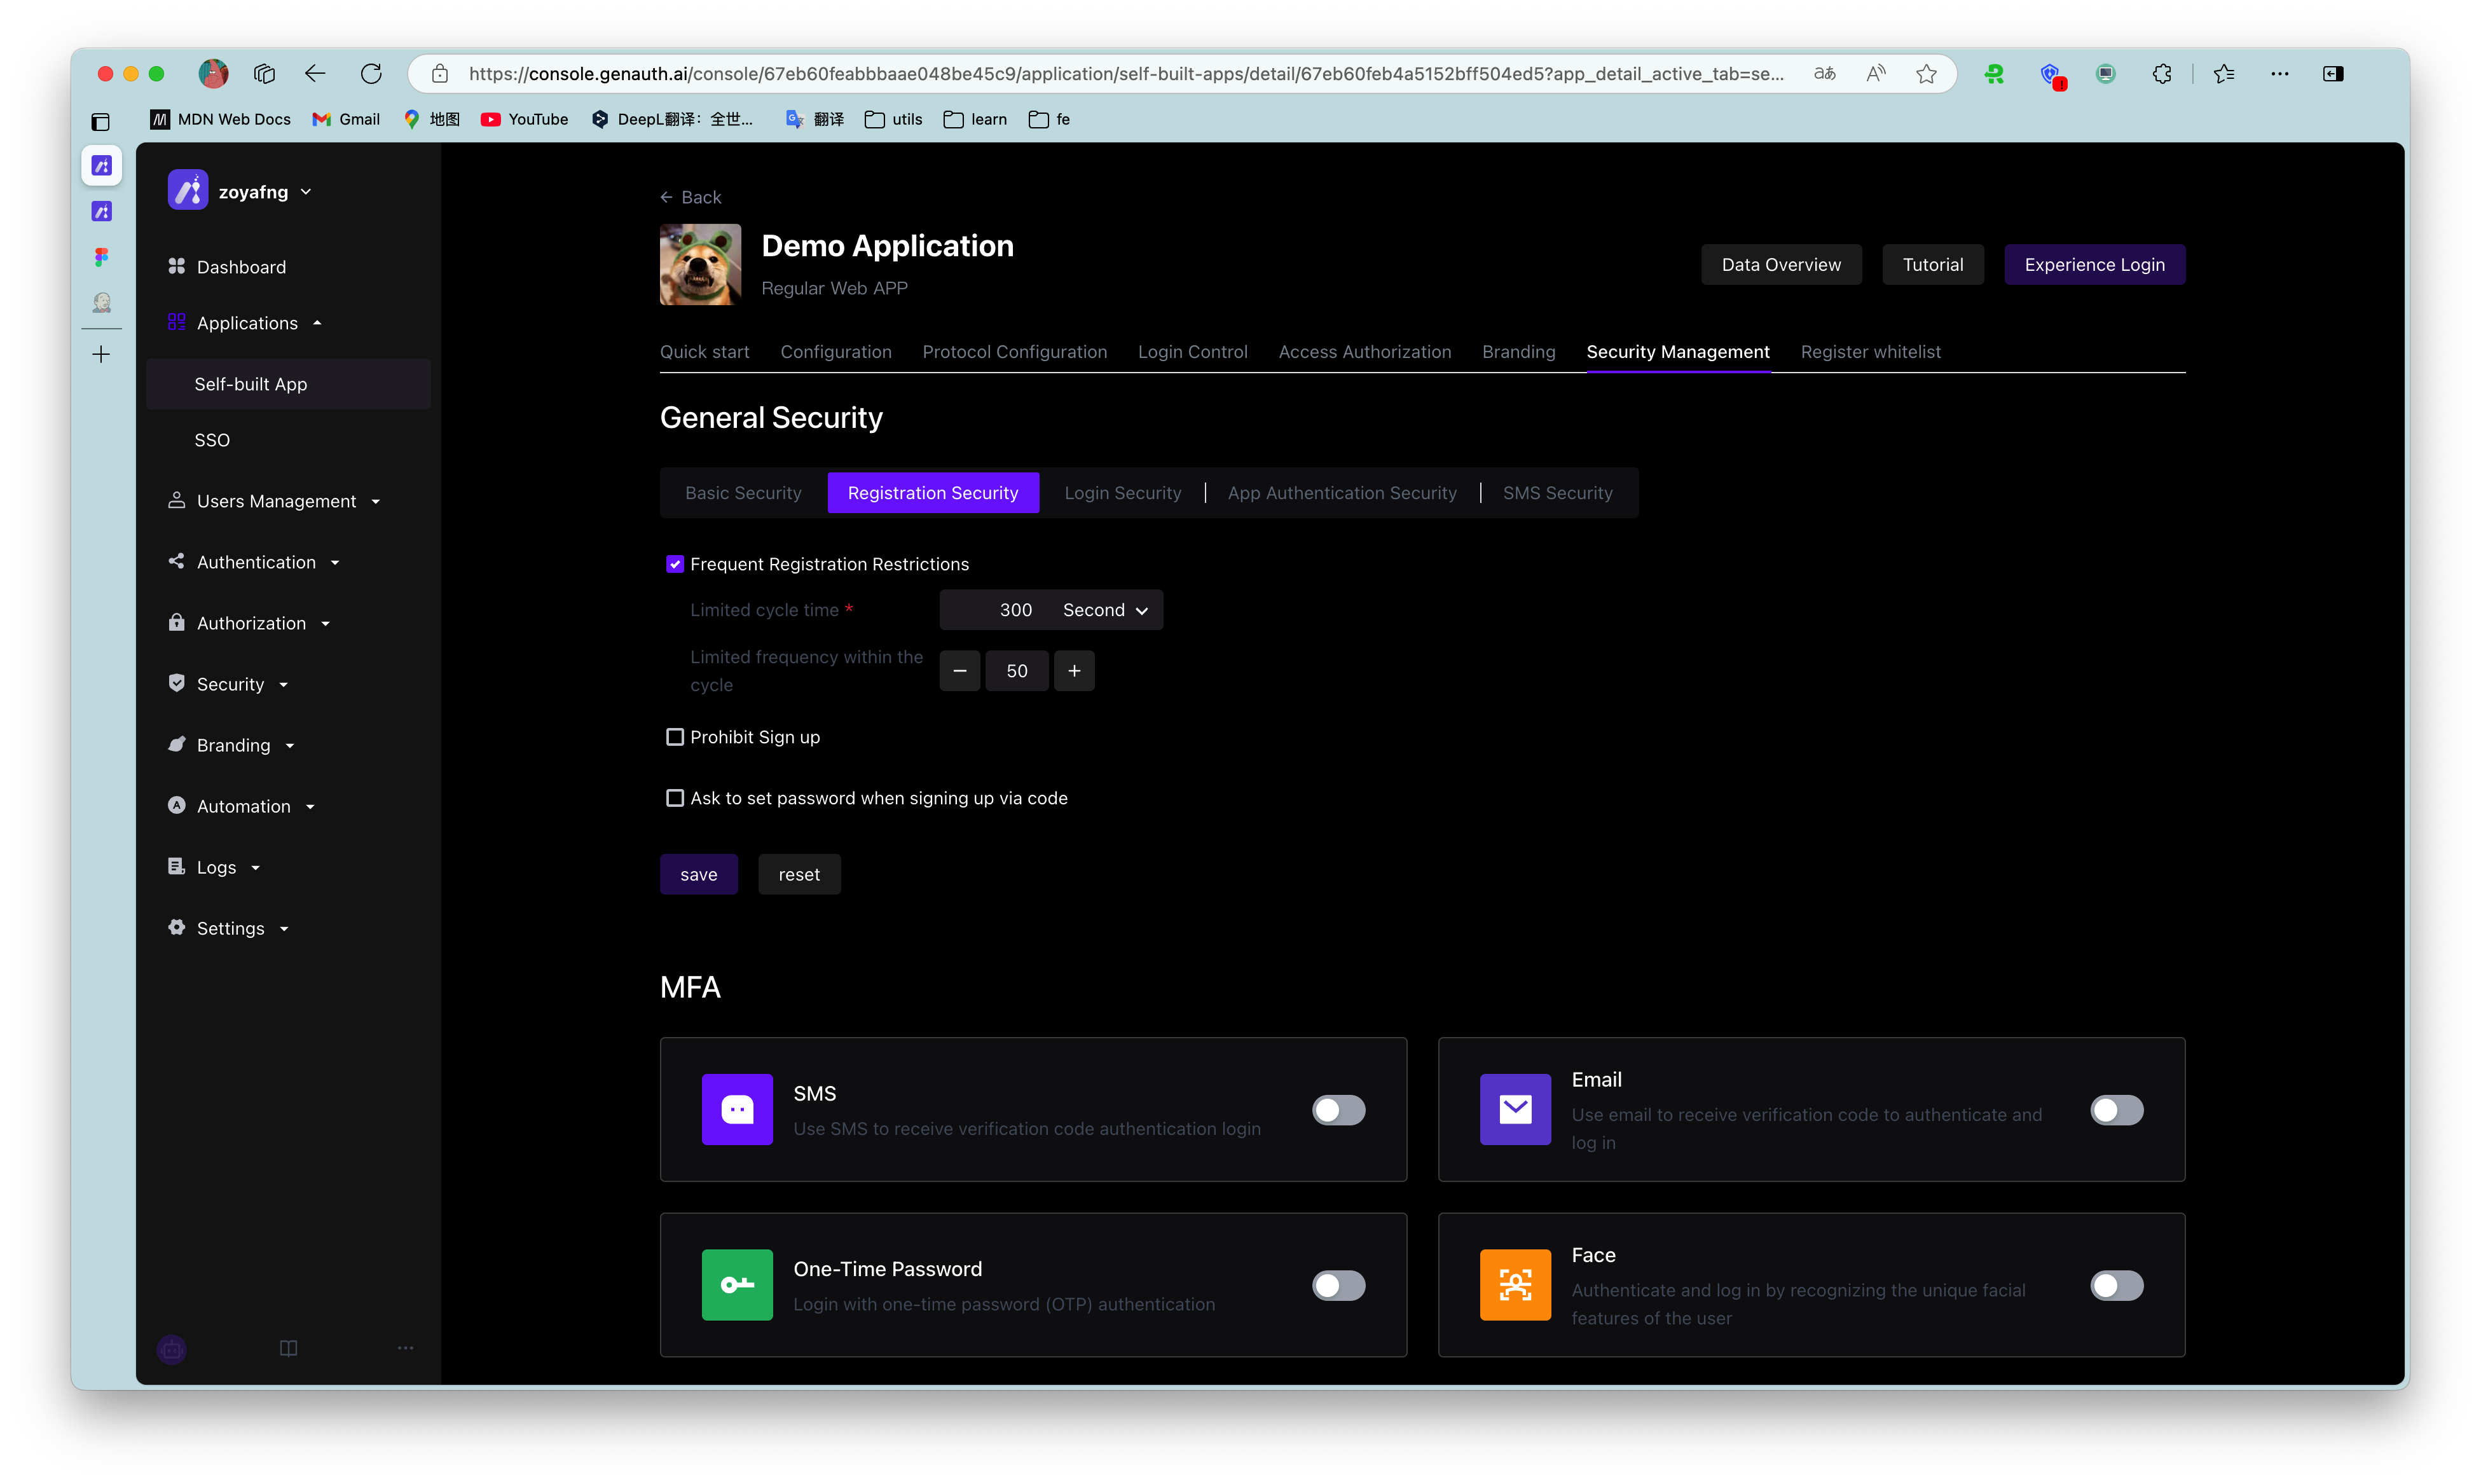 https://console.genauth.ai/console/67eb60feabbbaae048be45c9/application/self-built-apps/detail/67eb60feb4a5152bff504ed5?app_detail_active_tab=se...
MDN Web Docs
Gmail
地图
YouTube
DeepL翻译：全世...
翻译
utils
learn
fe
zoyafng
Dashboard
Applications
Self-built App
SSO
Users Management
Authentication
Authorization
Security
Branding
Automation
Logs
Settings
Back
Demo Application
Regular Web APP
Data Overview
Tutorial
Experience Login
Quick start
Configuration
Protocol Configuration
Login Control
Access Authorization
Branding
Security Management
Register whitelist
General Security
Basic Security
Registration Security
Login Security
App Authentication Security
SMS Security
Frequent Registration Restrictions
Limited cycle time *
300
Second
Limited frequency within the
cycle
50
Prohibit Sign up
Ask to set password when signing up via code
save
reset
MFA
SMS
Use SMS to receive verification code authentication login
Email
Use email to receive verification code to authenticate and
log in
One-Time Password
Login with one-time password (OTP) authentication
Face
Authenticate and log in by recognizing the unique facial
features of the user